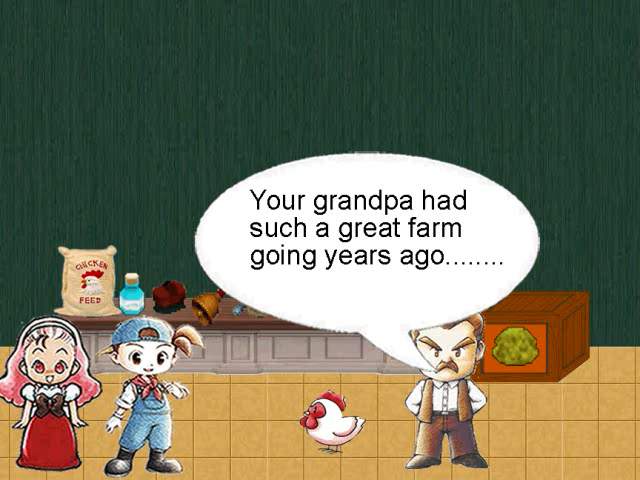 Your grandpa had
such a great farm
going years ago........
CHICKEN
FEED